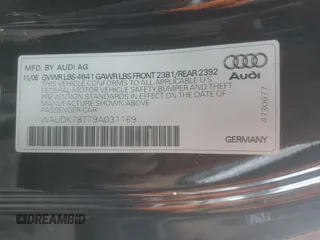 MFD. BY AUDI AG
11/08 GVWR LBS 4641 GAWR LBS FRONT 2381/REAR 2392
THIS VEHICLE CONFORMS TO ALL APPLICABLE
FEDERAL MOTOR VEHICLE SAFETY,BUMPER AND THEFT
PREVENTION STANDARDS IN EFFECT ON THE DATE
OF MANUFACTURE SHOWN ABOVE
PASSENGER CAR
WAUDK78T79A031169
Audi
4730677
GERMANY
DREAMBID